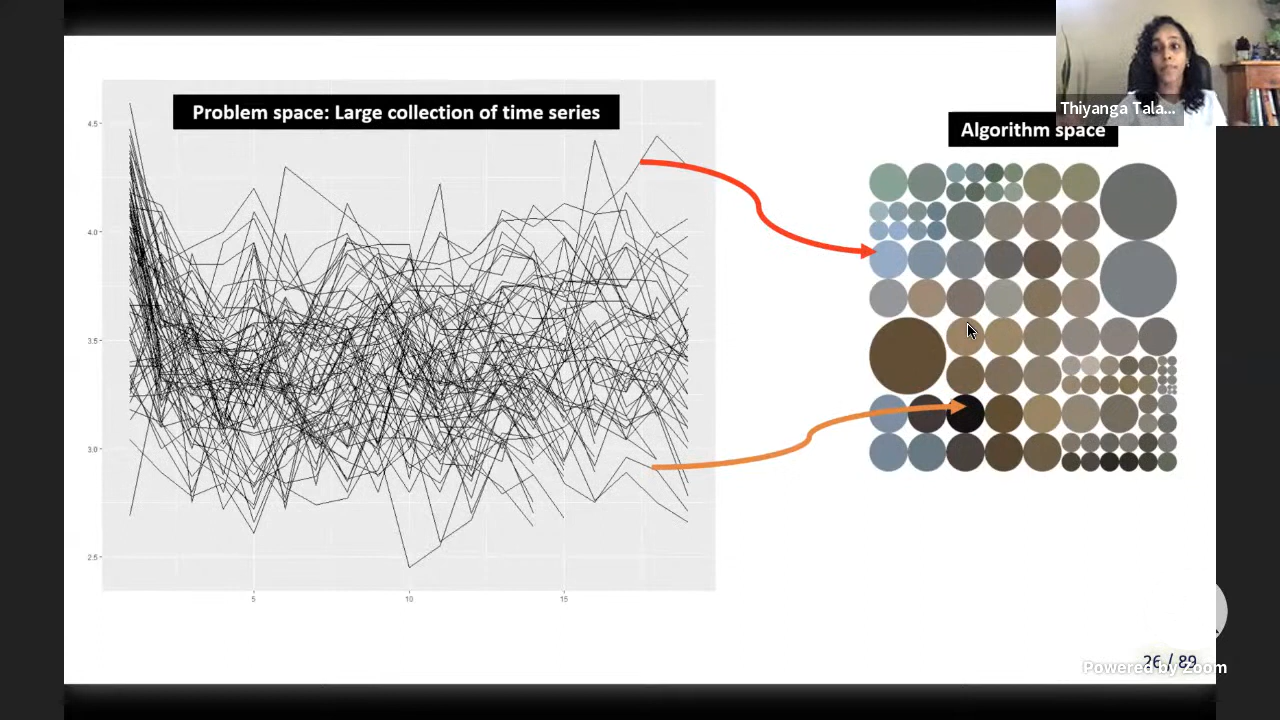 Problem space: Large collection of time series
Thiyanga Tala...
Algorithm space
4.5
4.0
3.5
3.0
2.5
5
10
15
26 / 89
Powered by Zoom